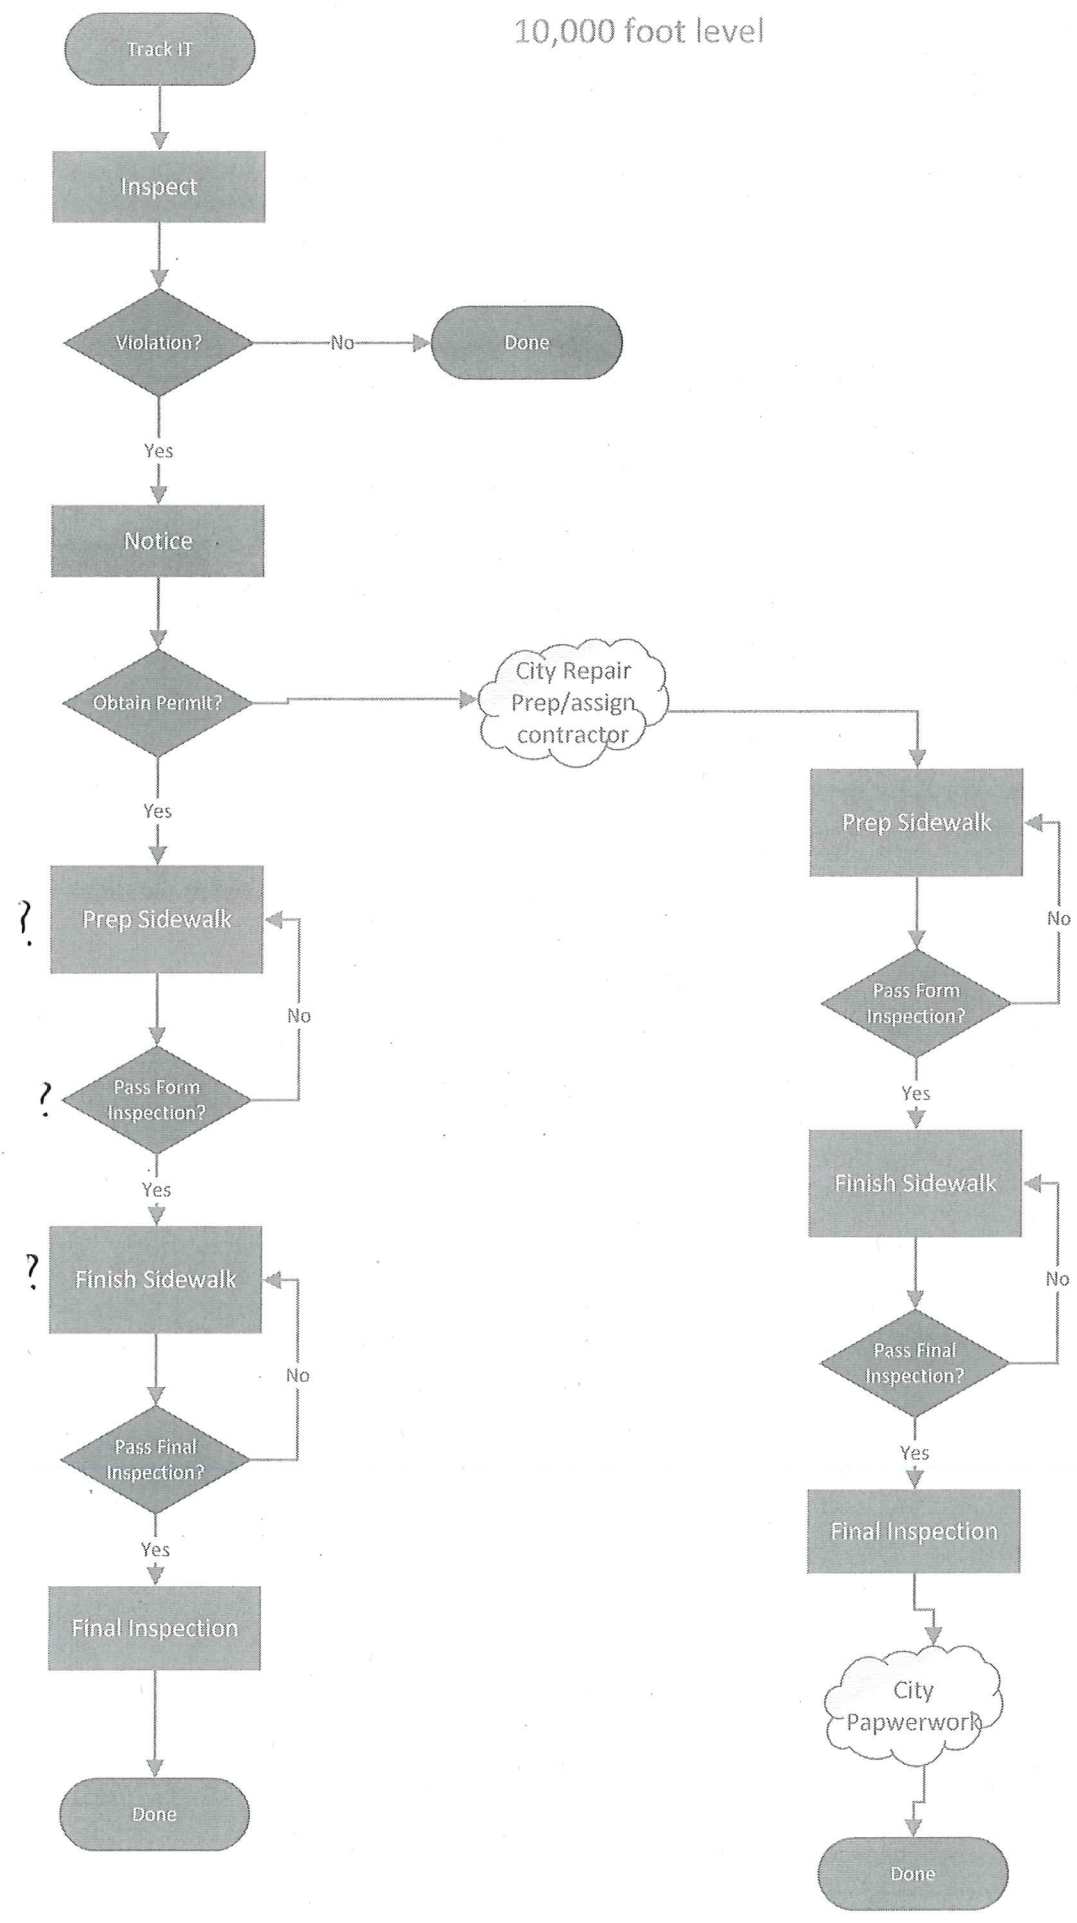 10,000 foot level
Track IT
Inspect
Violation?
No
Done
Yes
Notice
Obtain Permit?
City Repair
Prep/assign
contractor
Yes
?
Prep Sidewalk
No
?
Pass Form
Inspection?
Yes
?
Finish Sidewalk
No
Pass Final
Inspection?
Yes
Final Inspection
Done
Prep Sidewalk
No
Pass Form
Inspection?
Yes
Finish Sidewalk
No
Pass Final
Inspection?
Yes
Final Inspection
City
Papwerwork
Done